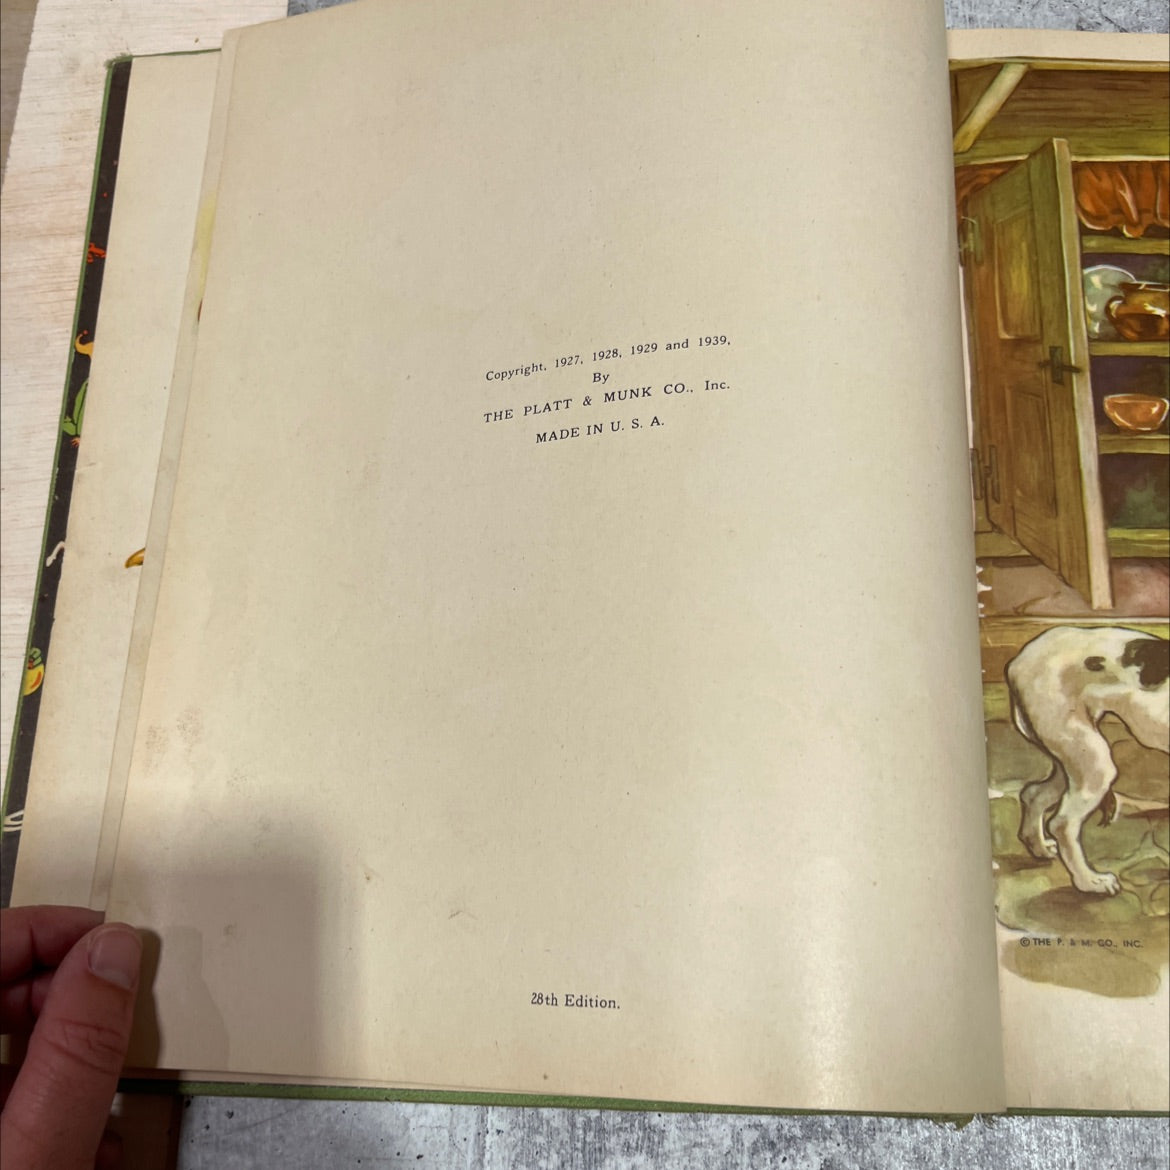 Copyright, 1927, 1928, 1929 and 1939,
By
THE PLATT & MUNK CO., Inc.
MADE IN U. S. A.
28th Edition.
© THE P. & M. CO., INC.